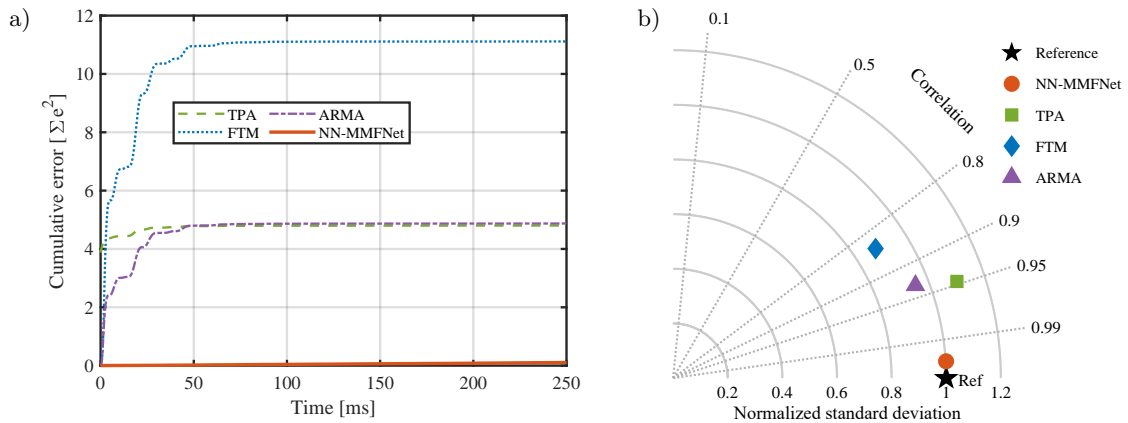 a)
12
10
8
6
4
2
0
Cumulative error [ Σ e²]
TPA
ARMA
FTM
NN-MMFNet
0 50 100 150 200 250
Time [ms]
b)
0.1
0.5
Correlation
0.8
0.9
0.95
0.99
Reference
NN-MMFNet
TPA
FTM
ARMA
Ref
0.2 0.4 0.6 0.8 1 1.2
Normalized standard deviation